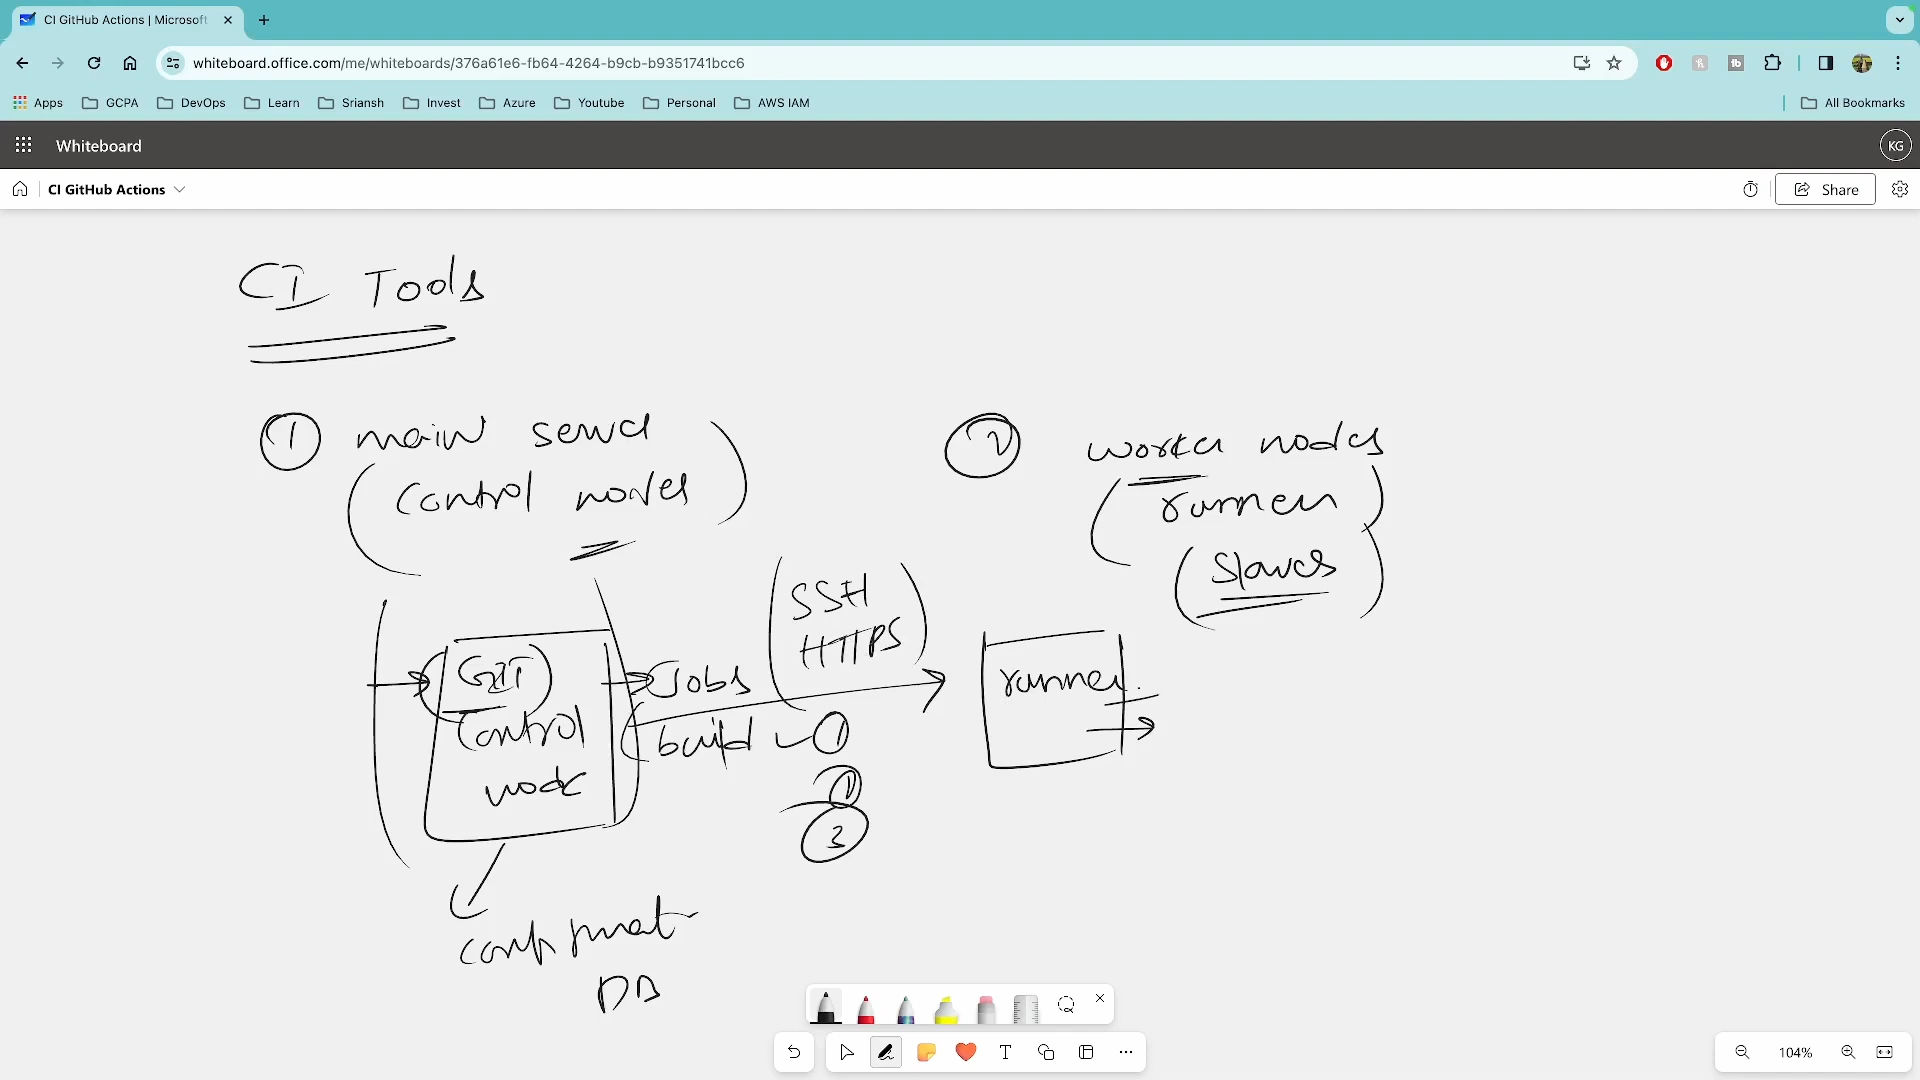 CI GitHub Actions | Microsoft
whiteboard.office.com/me/whiteboards/376a61e6-fb64-4264-b9cb-b9351741bcc6
Apps GCPA DevOps Learn Sriansh Invest Azure Youtube Personal AWS IAM All Bookmarks
Whiteboard KG
CI GitHub Actions Share
CI Tools
① main server
(control nodes)
② worker nodes
(runners)
(slaves)
SSH
HTTPS
(GIT)
control
node
Jobs
build ①
①
③
runner
DB
104%